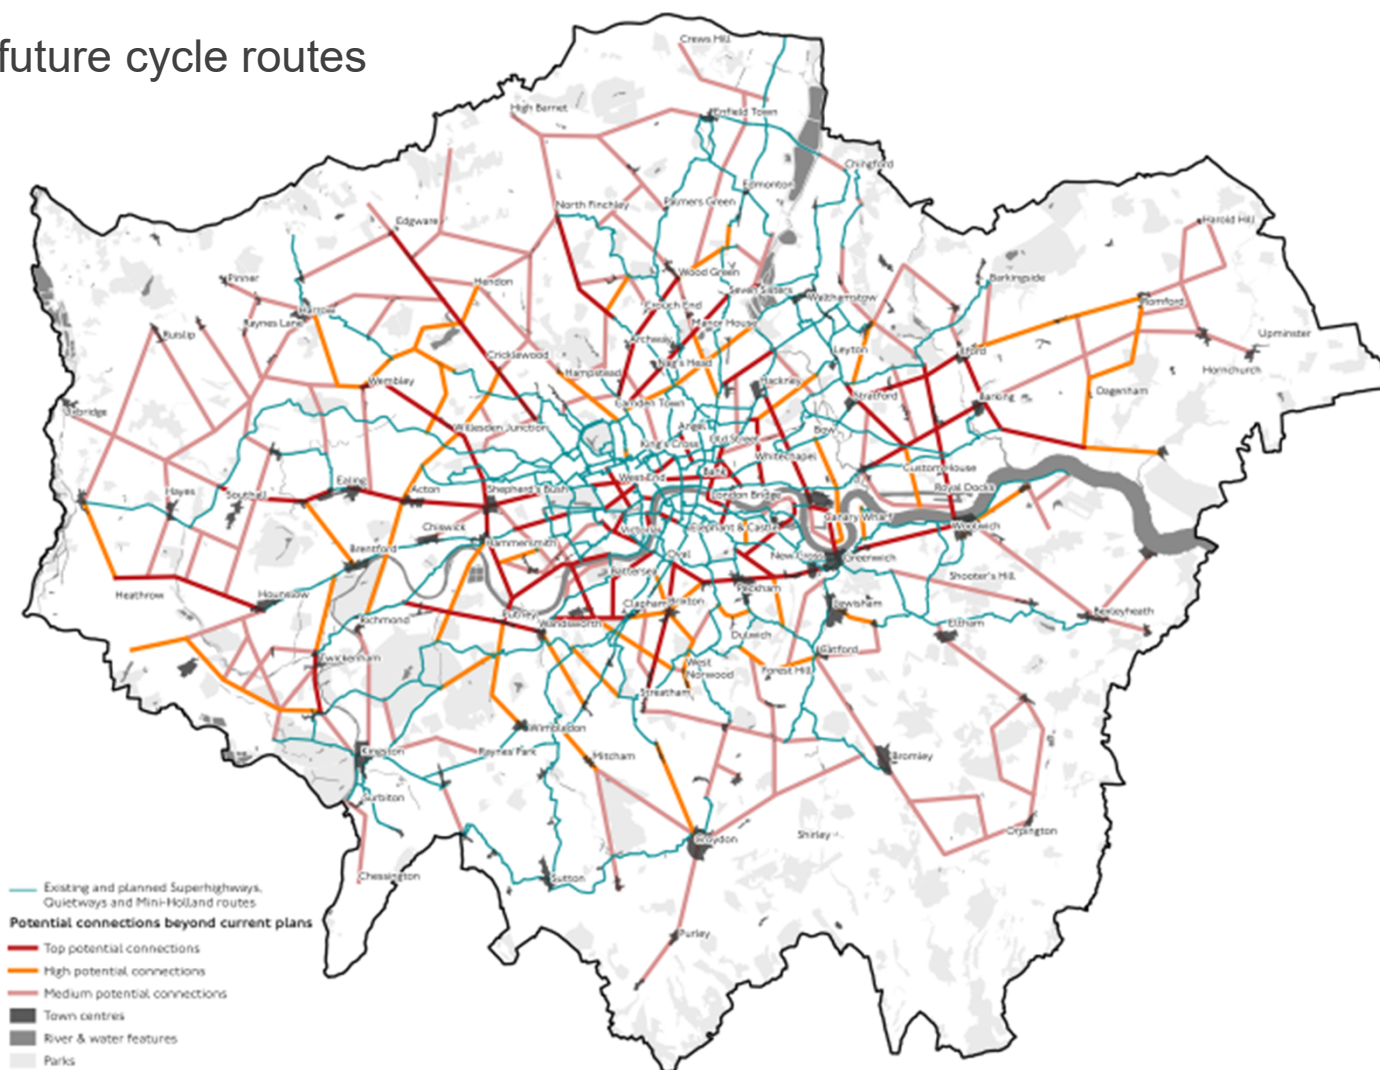 future cycle routes
Crews Hill
High Barnet
Enfield Town
Chingford
Edmonton
North Finchley
Palmers Green
Edgware
Harold Hill
Pinner
Hendon
Wood Green
Barkingside
Seven Sisters
Walthamstow
Romford
Harrow
Crouch End
Raynes Lane
Manor House
Ruislip
Upminster
Archway
Leyton
Ilford
Cricklewood
Nag's Head
Hornchurch
Hampstead
Wembley
Hackney
Dagenham
Stratford
Barking
Camden Town
Uxbridge
Willesden Junction
Angel
Bow
King's Cross
Old Street
Whitechapel
Custom House
Bank
West End
Ealing
Royal Docks
Hayes
Southall
Acton
Shepherd's Bush
London Bridge
Canary Wharf
Chiswick
Victoria
Elephant & Castle
Woolwich
Hammersmith
Brentford
Oval
New Cross
Greenwich
Battersea
Shooter's Hill
Heathrow
Hounslow
Peckham
Clapham
Brixton
Lewisham
Bexleyheath
Richmond
Putney
Wandsworth
Eltham
Dulwich
Catford
Twickenham
West
Norwood
Forest Hill
Streatham
Wimbledon
Kingston
Raynes Park
Mitcham
Bromley
Surbiton
Croydon
Shirley
Orpington
Chessington
Sutton
Purley
Existing and planned Superhighways,
Quietways and Mini-Holland routes
Potential connections beyond current plans
Top potential connections
High potential connections
Medium potential connections
Town centres
River & water features
Parks